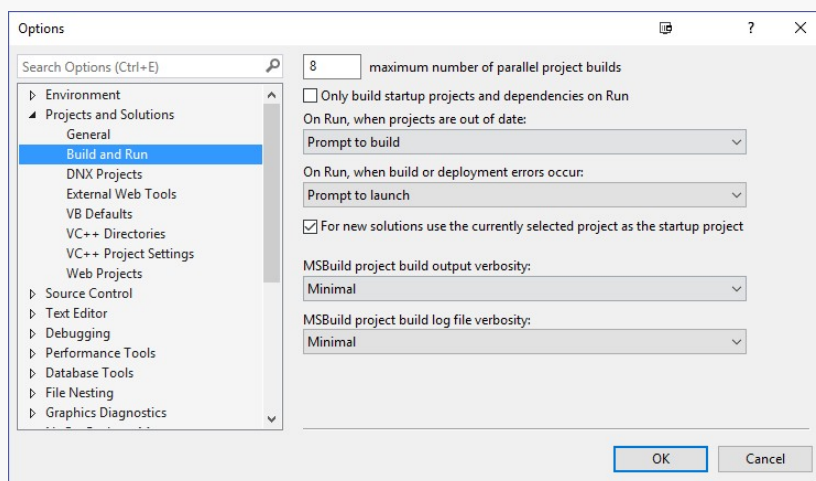 Options
?
Search Options (Ctrl+E)
Environment
Projects and Solutions
General
Build and Run
DNX Projects
External Web Tools
VB Defaults
VC++ Directories
VC++ Project Settings
Web Projects
Source Control
Text Editor
Debugging
Performance Tools
Database Tools
File Nesting
Graphics Diagnostics
8 maximum number of parallel project builds
Only build startup projects and dependencies on Run
On Run, when projects are out of date:
Prompt to build
On Run, when build or deployment errors occur:
Prompt to launch
For new solutions use the currently selected project as the startup project
MSBuild project build output verbosity:
Minimal
MSBuild project build log file verbosity:
Minimal
OK
Cancel